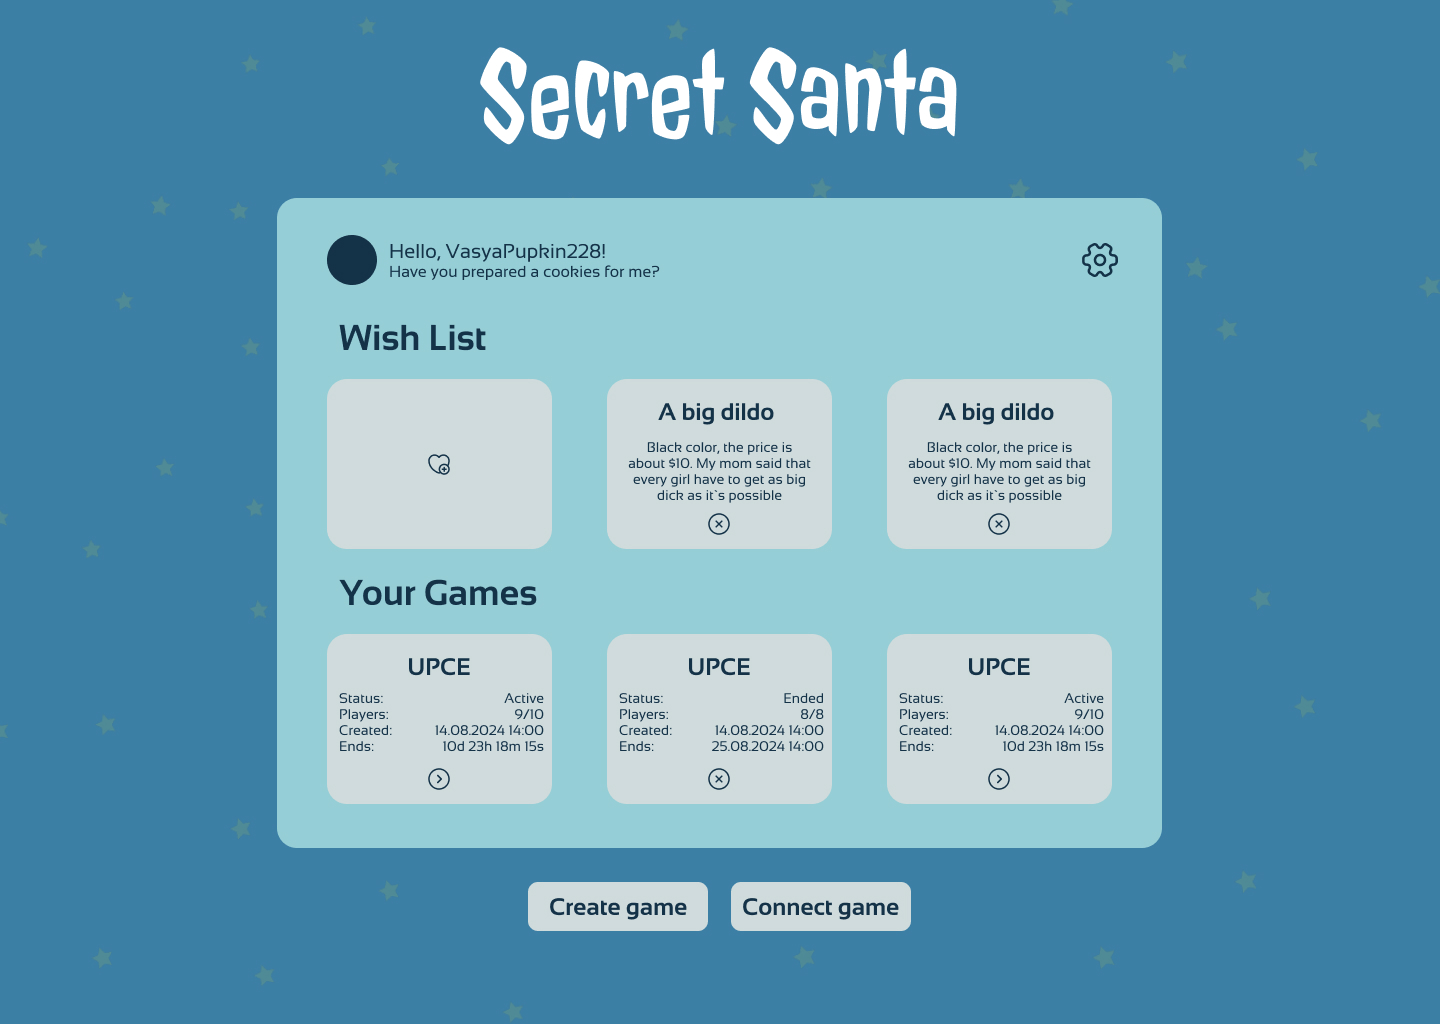 Secret Santa
Hello, VasyaPupkin228!
Have you prepared a cookies for me?
Wish List
A big dildo
Black color, the price is
about $10. My mom said that
every girl have to get as big
dick as it`s possible
A big dildo
Black color, the price is
about $10. My mom said that
every girl have to get as big
dick as it`s possible
Your Games
UPCE
Status: Active
Players: 9/10
Created: 14.08.2024 14:00
Ends: 10d 23h 18m 15s
UPCE
Status: Ended
Players: 8/8
Created: 14.08.2024 14:00
Ends: 25.08.2024 14:00
UPCE
Status: Active
Players: 9/10
Created: 14.08.2024 14:00
Ends: 10d 23h 18m 15s
Create game
Connect game